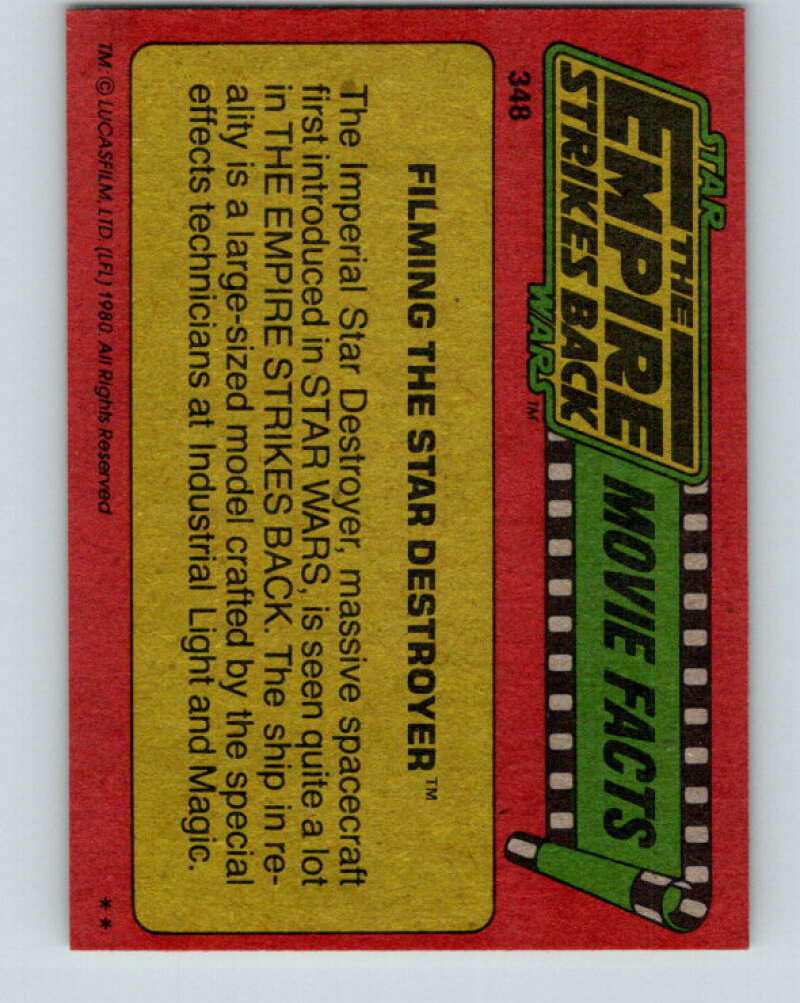 STAR
THE
EMPIRE
STRIKES BACK
WARS™
MOVIE FACTS
348
FILMING THE STAR DESTROYER™
The Imperial Star Destroyer, massive spacecraft
first introduced in STAR WARS, is seen quite a lot
in THE EMPIRE STRIKES BACK. The ship in re-
ality is a large-sized model crafted by the special
effects technicians at Industrial Light and Magic.
TM: © LUCASFILM, LTD. (LFL) 1980. All Rights Reserved
**